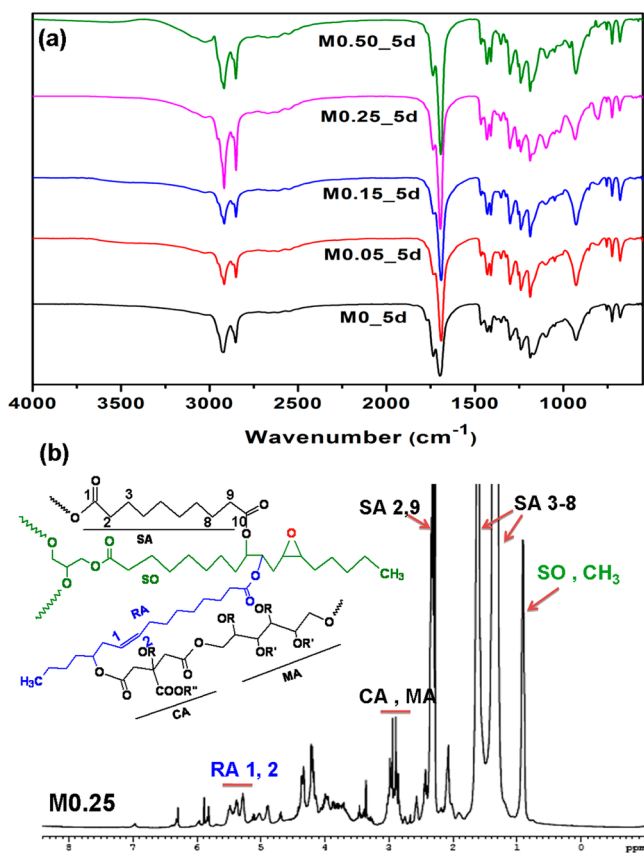 (a)
M0.50_5d
M0.25_5d
M0.15_5d
M0.05_5d
M0_5d
4000 3500 3000 2500 2000 1500 1000
Wavenumber (cm⁻¹)
(b)
1 3 9
O O
2 8
O 10
SA
SA 2,9
SA 3-8
O O O
O
O SO CH₃
O
O
SO , CH₃
RA O
1 2
OR OR
O O
OR' OR'
H₃C O OR O
O COOR''
MA
CA
CA , MA
RA 1, 2
M0.25
8 7 6 5 4 3 2 1 0 ppm